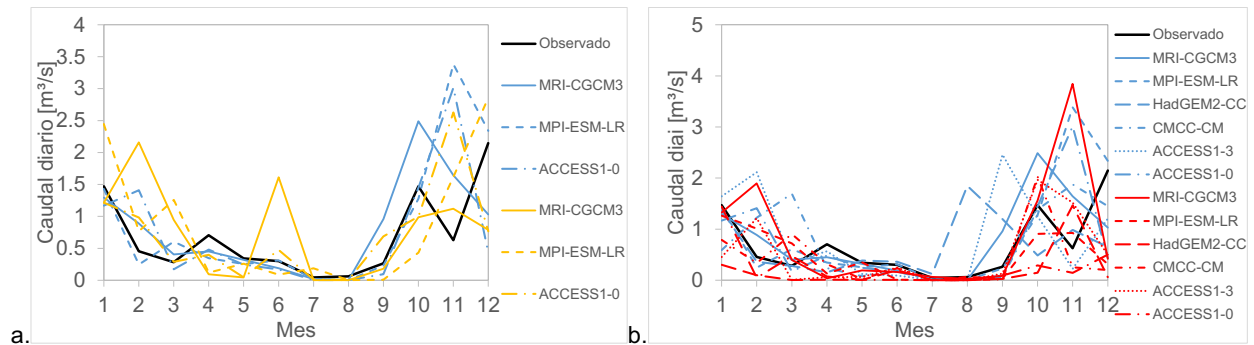 4
3.5
3
2.5
2
1.5
1
0.5
0
Caudal diario [m³/s]
1 2 3 4 5 6 7 8 9 10 11 12
Mes
Observado
MRI-CGCM3
MPI-ESM-LR
ACCESS1-0
MRI-CGCM3
MPI-ESM-LR
ACCESS1-0
a.
5
4
3
2
1
0
Caudal diai [m³/s]
1 2 3 4 5 6 7 8 9 10 11 12
Mes
Observado
MRI-CGCM3
MPI-ESM-LR
HadGEM2-CC
CMCC-CM
ACCESS1-3
ACCESS1-0
MRI-CGCM3
MPI-ESM-LR
HadGEM2-CC
CMCC-CM
ACCESS1-3
ACCESS1-0
b.